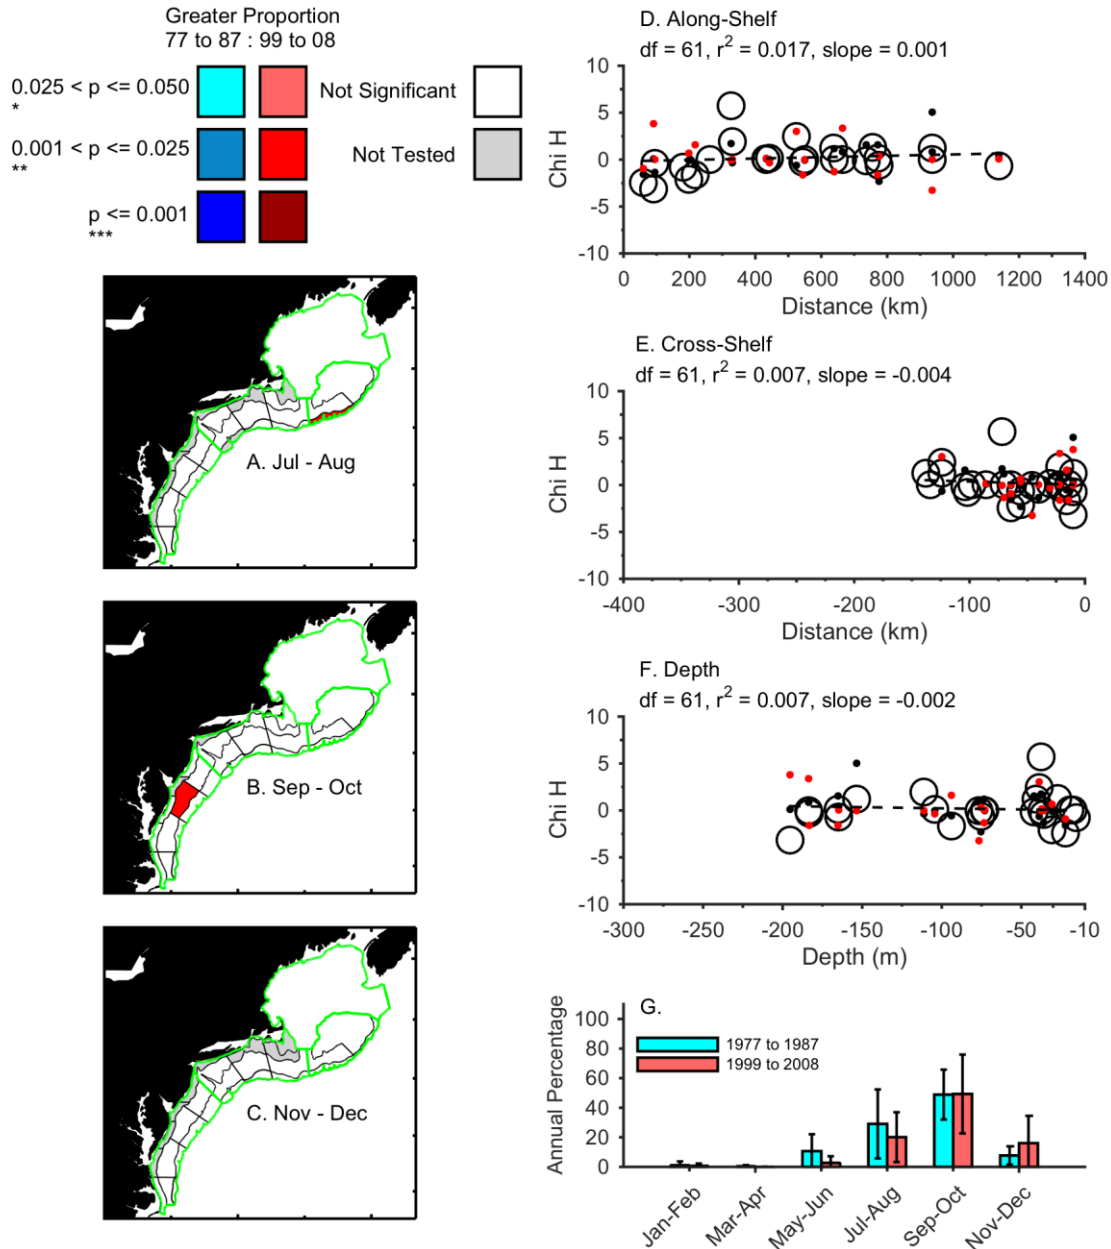 Greater Proportion
77 to 87 : 99 to 08
0.025 < p <= 0.050
*
0.001 < p <= 0.025
**
p <= 0.001
***
Not Significant
Not Tested
A. Jul - Aug
B. Sep - Oct
C. Nov - Dec
D. Along-Shelf
df = 61, r² = 0.017, slope = 0.001
10
5
0
-5
-10
Chi H
0 200 400 600 800 1000 1200 1400
Distance (km)
E. Cross-Shelf
df = 61, r² = 0.007, slope = -0.004
10
5
0
-5
-10
Chi H
-400 -300 -200 -100 0
Distance (km)
F. Depth
df = 61, r² = 0.007, slope = -0.002
10
5
0
-5
-10
Chi H
-300 -250 -200 -150 -100 -50 -10
Depth (m)
G.
1977 to 1987
1999 to 2008
100
80
60
40
20
0
Annual Percentage
Jan-Feb
Mar-Apr
May-Jun
Jul-Aug
Sep-Oct
Nov-Dec